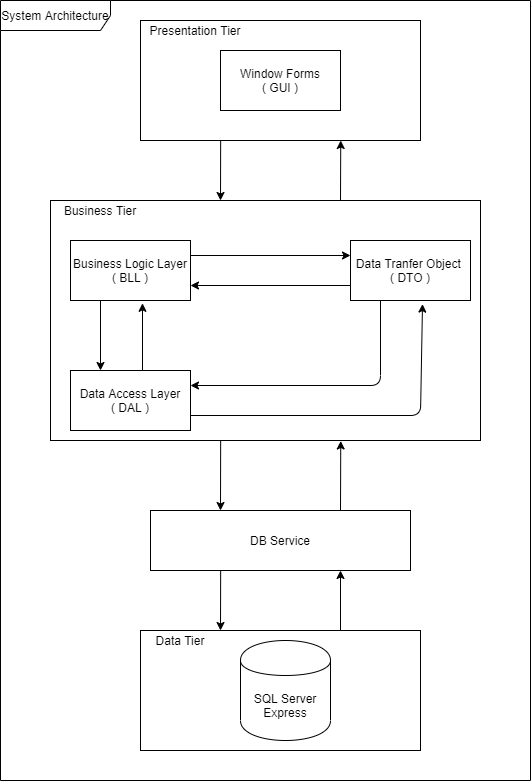 System Architecture
Presentation Tier
Window Forms
( GUI )
Business Tier
Business Logic Layer
( BLL )
Data Tranfer Object
( DTO )
Data Access Layer
( DAL )
DB Service
Data Tier
SQL Server
Express